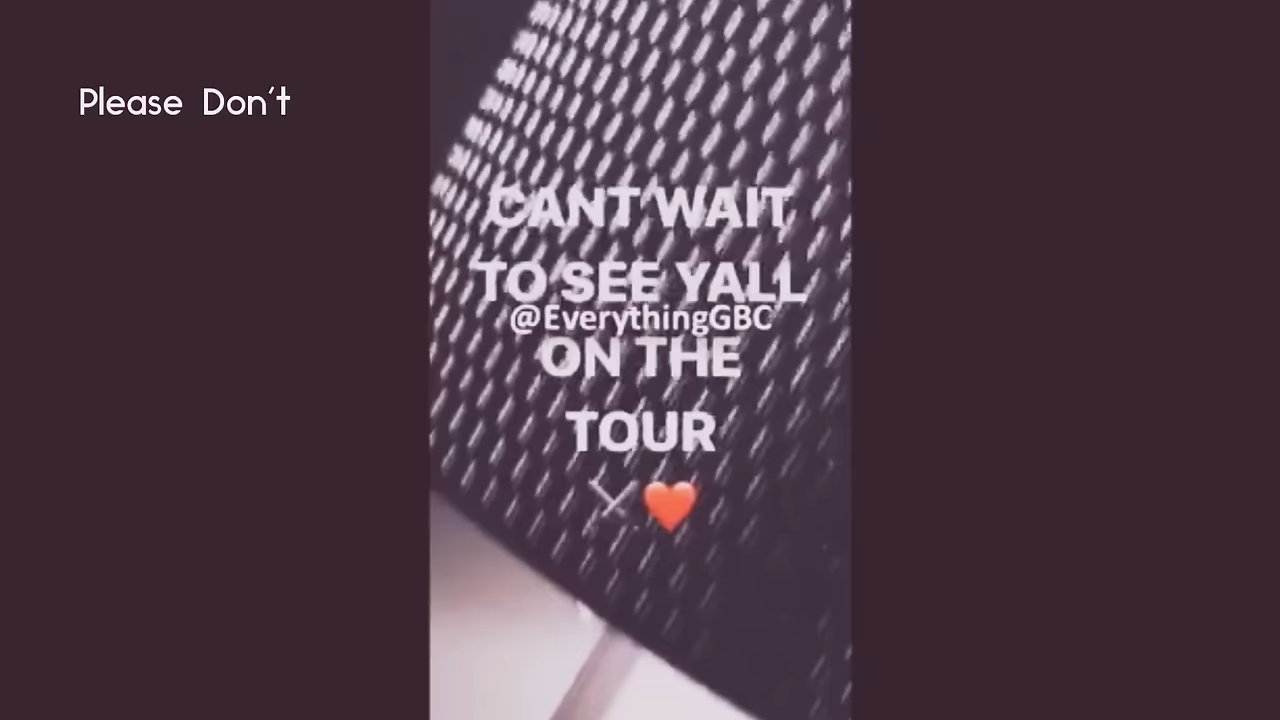 Please Don't
CANT WAIT
TO SEE YALL
@EverythingGBC
ON THE
TOUR
⚔️❤️